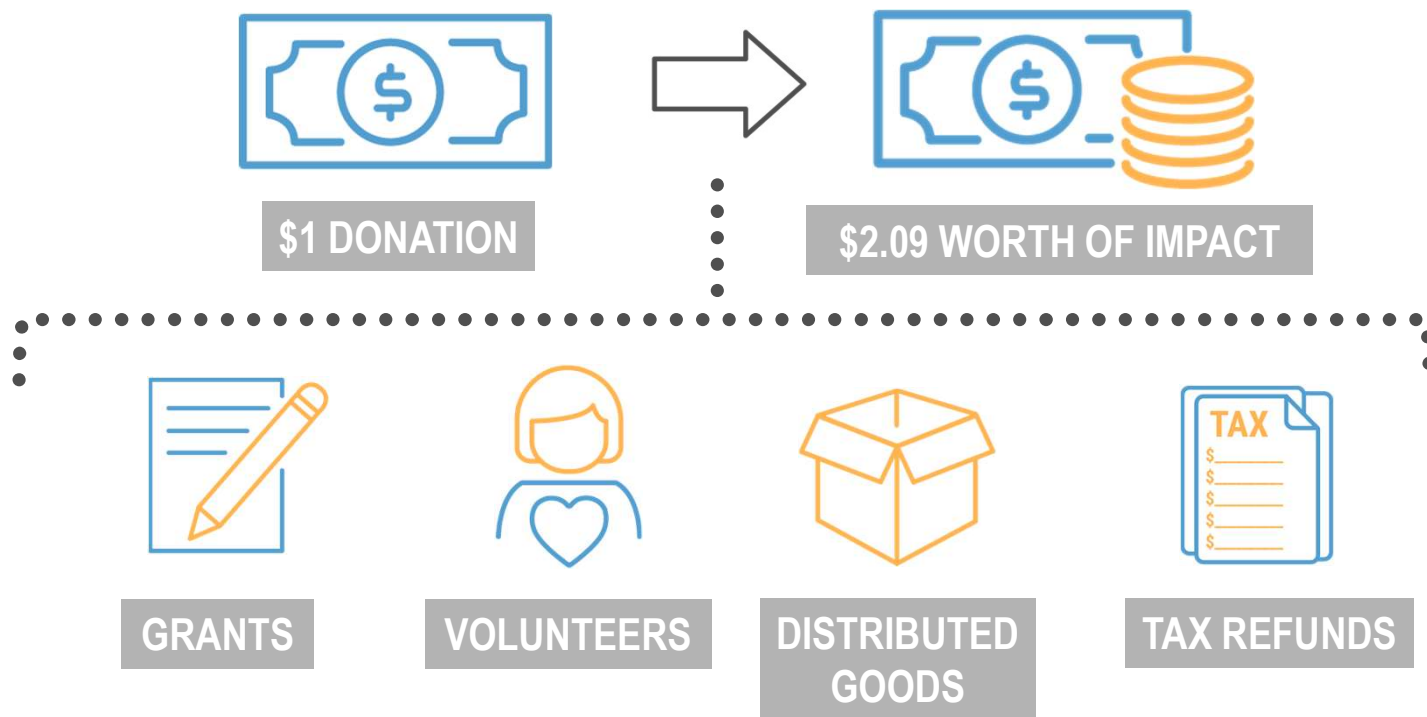 $
$
$1 DONATION
$2.09 WORTH OF IMPACT
TAX
$
$
$
$
$
GRANTS
VOLUNTEERS
DISTRIBUTED
GOODS
TAX REFUNDS